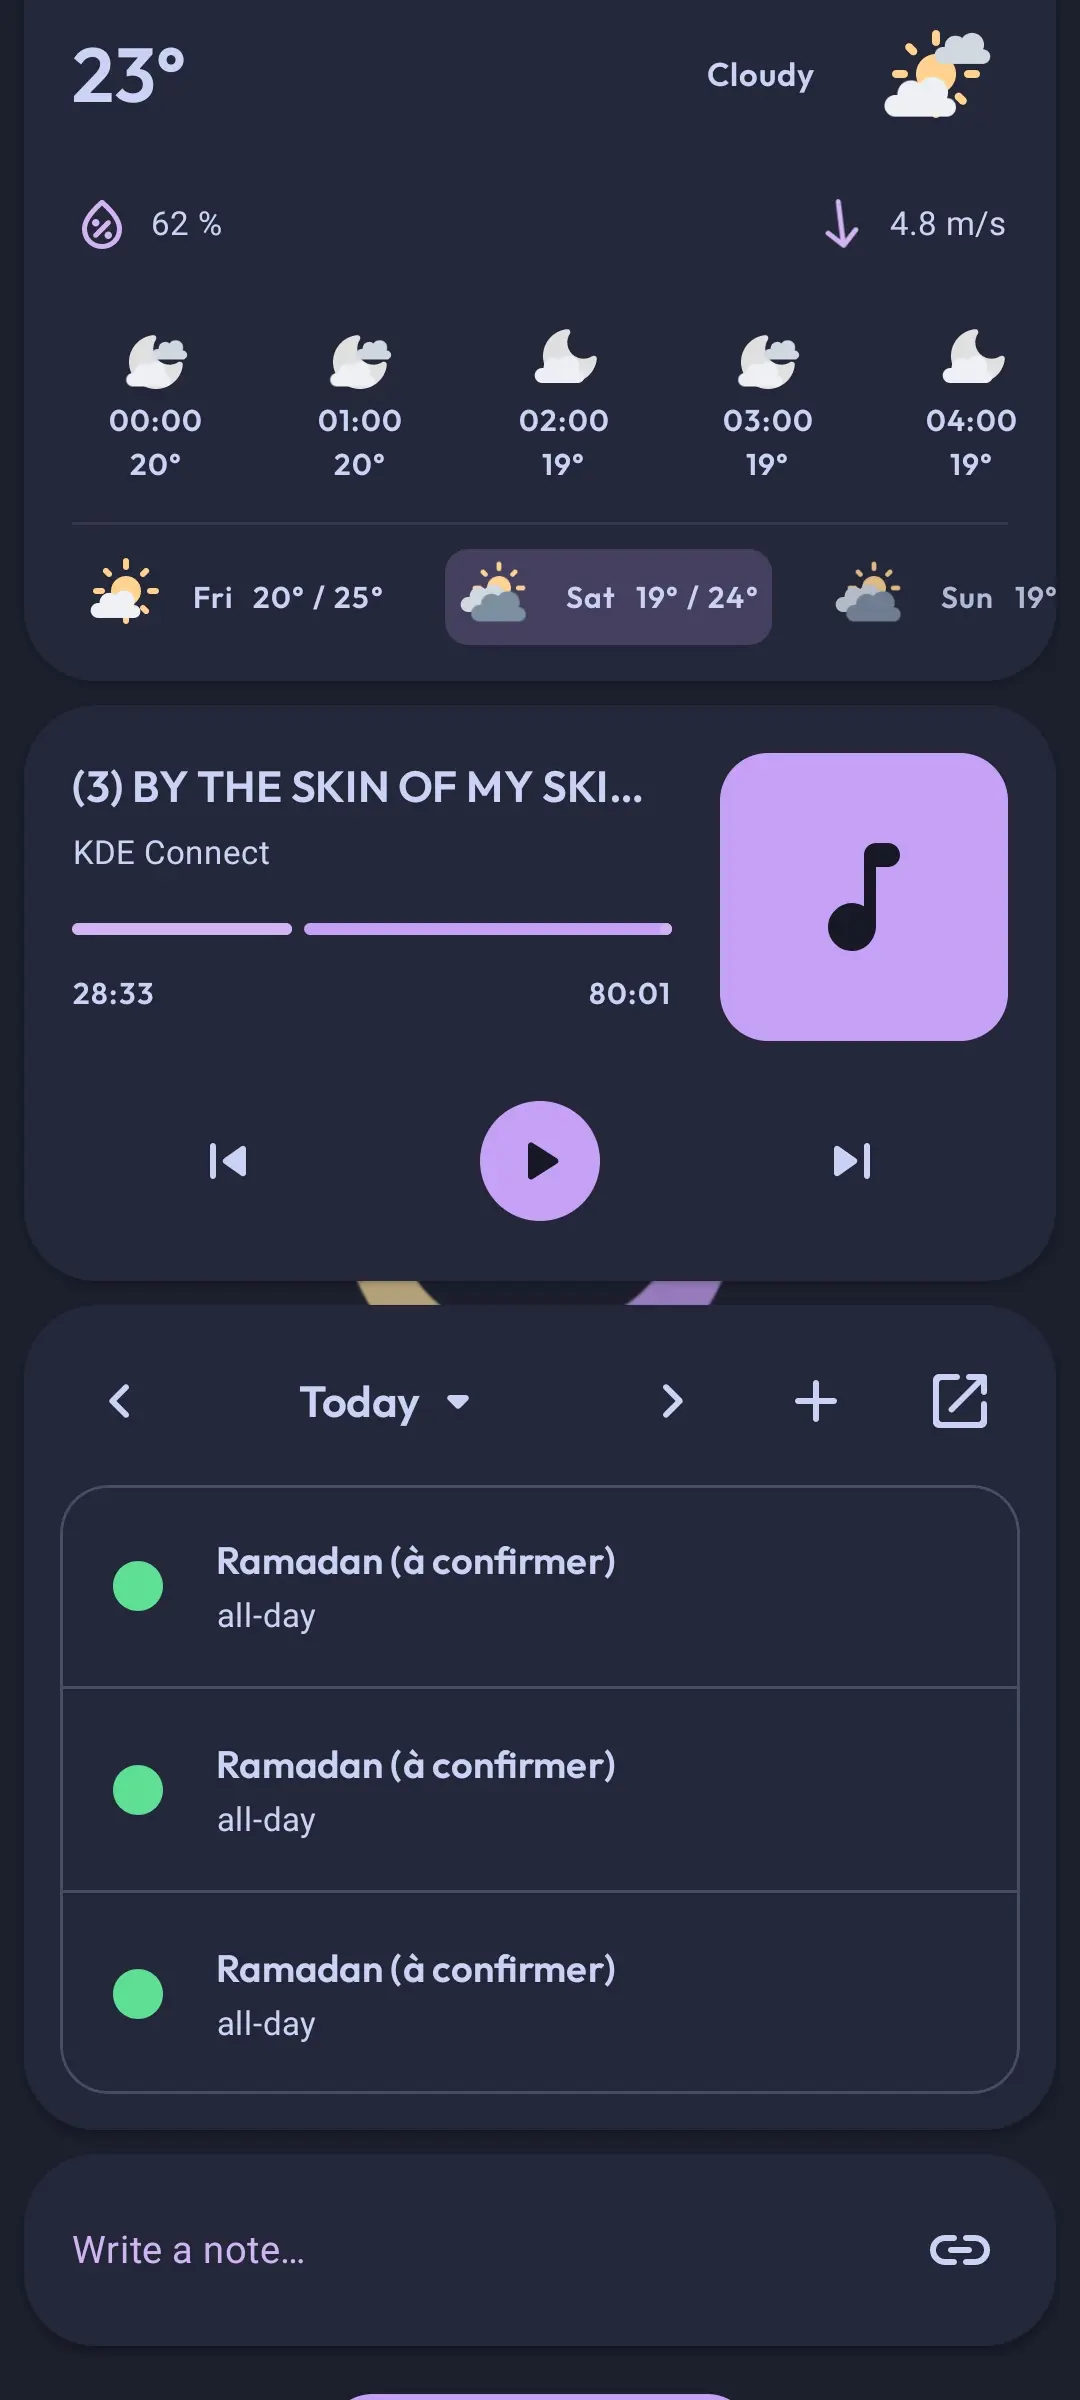 23°
Cloudy
62 %
4.8 m/s
00:00 01:00 02:00 03:00 04:00
20° 20° 19° 19° 19°
Fri 20° / 25° Sat 19° / 24° Sun 19°
(3) BY THE SKIN OF MY SKI...
KDE Connect
28:33 80:01
Today
Ramadan (à confirmer)
all-day
Ramadan (à confirmer)
all-day
Ramadan (à confirmer)
all-day
Write a note...